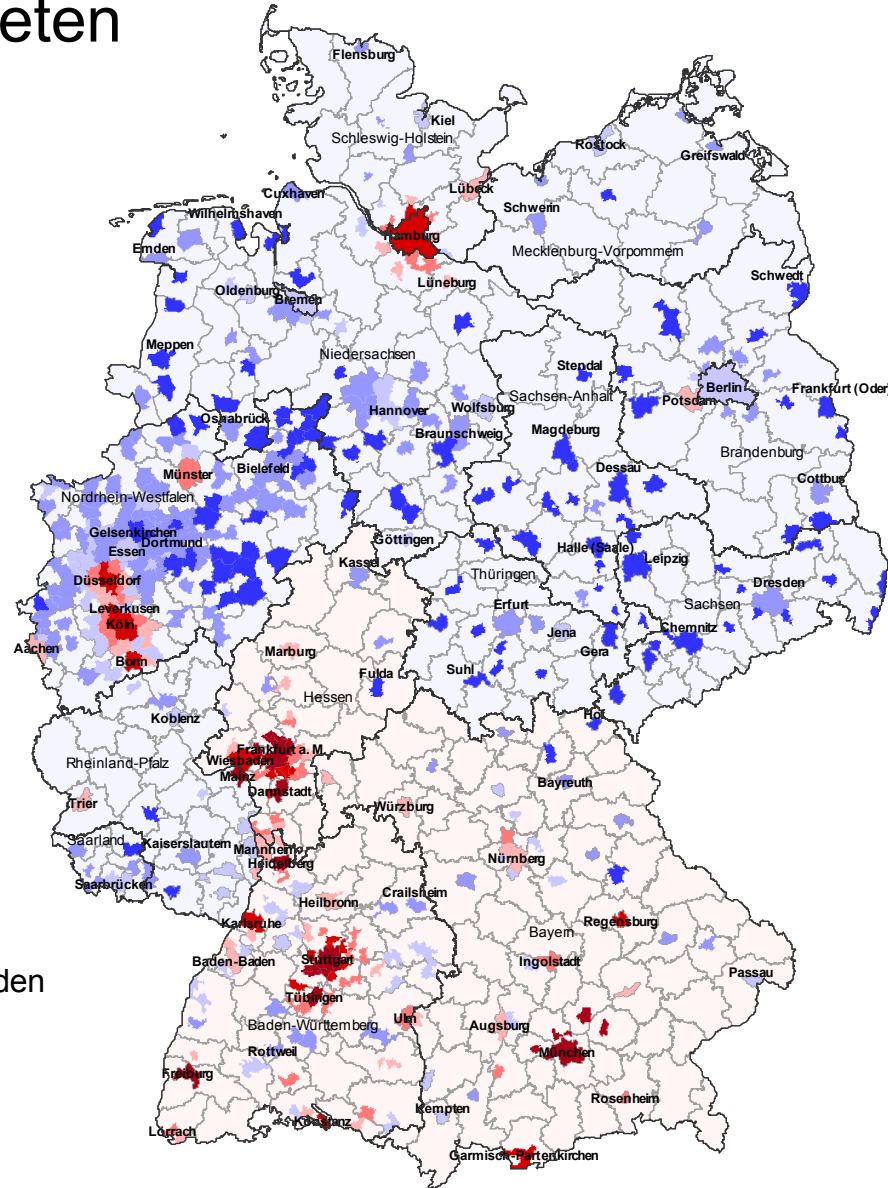 eten
Flensburg
Kiel
Schleswig-Holstein
Rostock
Greifswald
Lübeck
Cuxhaven
Schwerin
Wilhelmshaven
Hamburg
Emden
Mecklenburg-Vorpommern
Schwedt
Lüneburg
Oldenburg
Bremen
Meppen
Niedersachsen
Stendal
Berlin
Frankfurt (Oder)
Sachsen-Anhalt
Potsdam
Hannover
Wolfsburg
Osnabrück
Braunschweig
Magdeburg
Brandenburg
Bielefeld
Dessau
Münster
Cottbus
Nordrhein-Westfalen
Gelsenkirchen
Göttingen
Dortmund
Halle (Saale)
Essen
Leipzig
Kassel
Thüringen
Düsseldorf
Dresden
Erfurt
Sachsen
Leverkusen
Köln
Jena
Chemnitz
Aachen
Marburg
Gera
Bonn
Fulda
Suhl
Hessen
Koblenz
Hof
Frankfurt a. M.
Wiesbaden
Rheinland-Pfalz
Mainz
Bayreuth
Darmstadt
Trier
Würzburg
Saarland
Kaiserslautern
Mannheim
Nürnberg
Heidelberg
Saarbrücken
Crailsheim
Heilbronn
Karlsruhe
Regensburg
Bayern
Baden-Baden
Stuttgart
Ingolstadt
Passau
den
Tübingen
Ulm
Baden-Württemberg
Augsburg
Rottweil
München
Freiburg
Rosenheim
Kempten
Konstanz
Lörrach
Garmisch-Partenkirchen